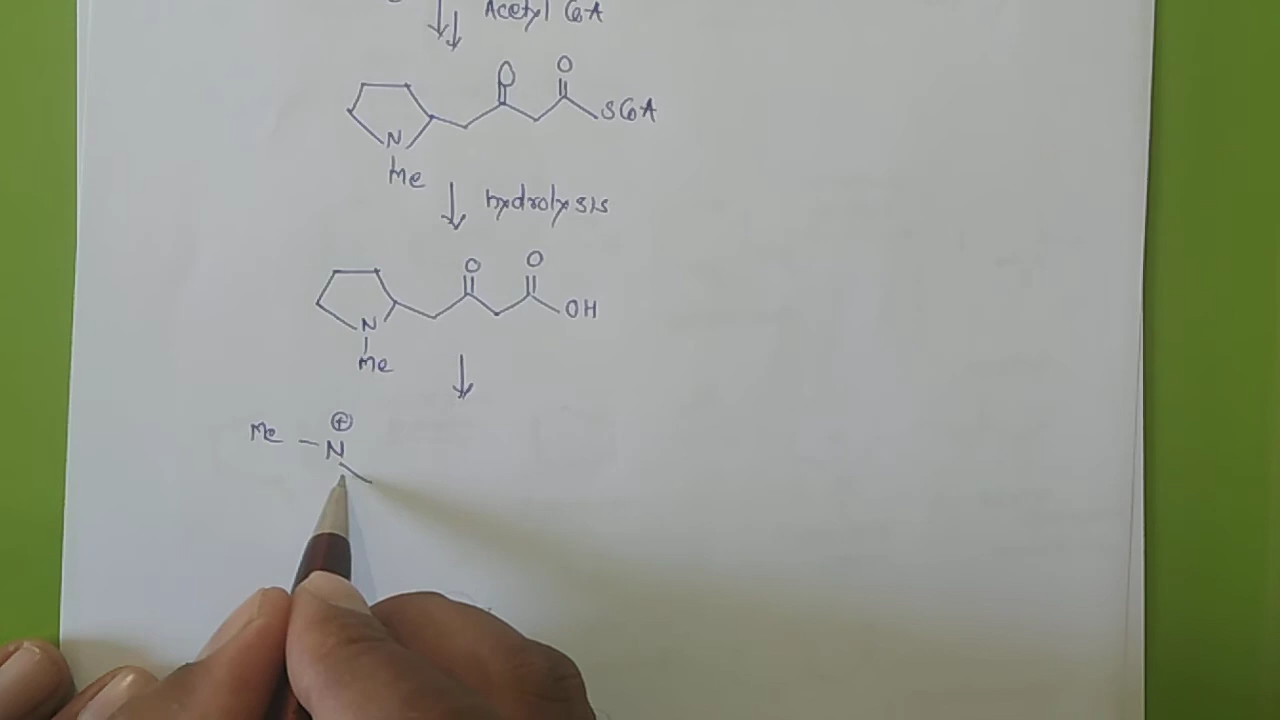 Acetyl CoA
O O
SCoA
N
Me
hydrolysis
O O
OH
N
Me
⊕
Me - N